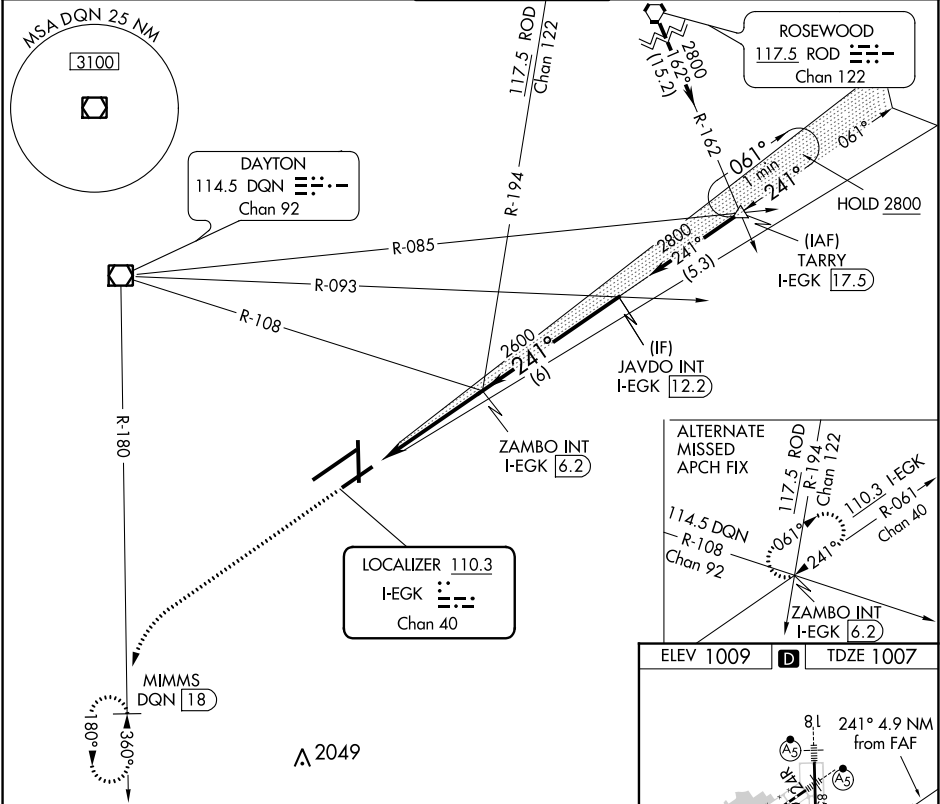 MSA DQN 25 NM
3100
117.5 ROD
Chan 122
R-194
ROSEWOOD
117.5 ROD
Chan 122
2800
162°
(15.2)
R-162
DAYTON
114.5 DQN
Chan 92
061°
1 min
241°
061°
HOLD 2800
(IAF)
TARRY
I-EGK 17.5
R-085
R-093
R-108
R-180
2800
241°
(5.3)
(IF)
JAVDO INT
I-EGK 12.2
2600
241°
(6)
ZAMBO INT
I-EGK 6.2
LOCALIZER 110.3
I-EGK
Chan 40
MIMMS
DQN 18
180°
360°
2049
ALTERNATE
MISSED
APCH FIX
117.5 ROD
R-194
Chan 122
110.3 I-EGK
R-061
Chan 40
061°
241°
114.5 DQN
R-108
Chan 92
ZAMBO INT
I-EGK 6.2
ELEV 1009
D
TDZE 1007
18
A5
A5
241° 4.9 NM
from FAF
24R